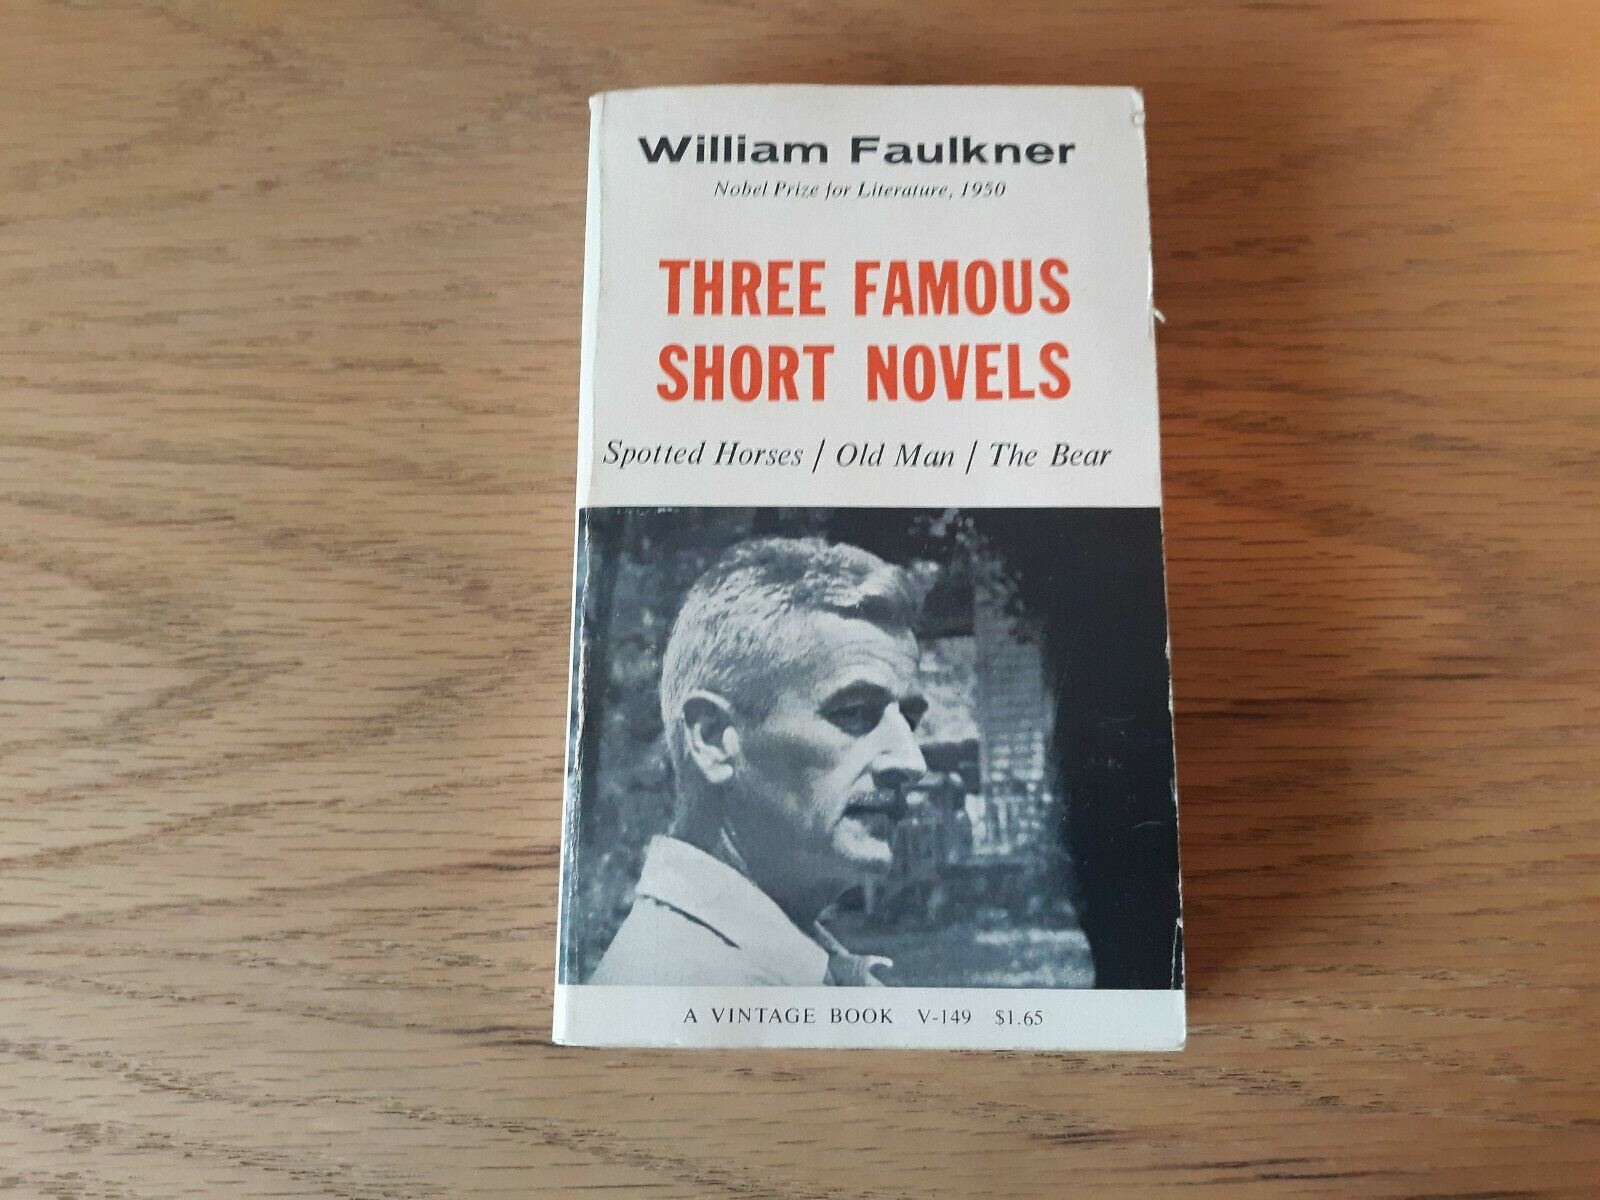 William Faulkner
Nobel Prize for Literature, 1950
THREE FAMOUS
SHORT NOVELS
Spotted Horses / Old Man / The Bear
A VINTAGE BOOK V-149 $1.65